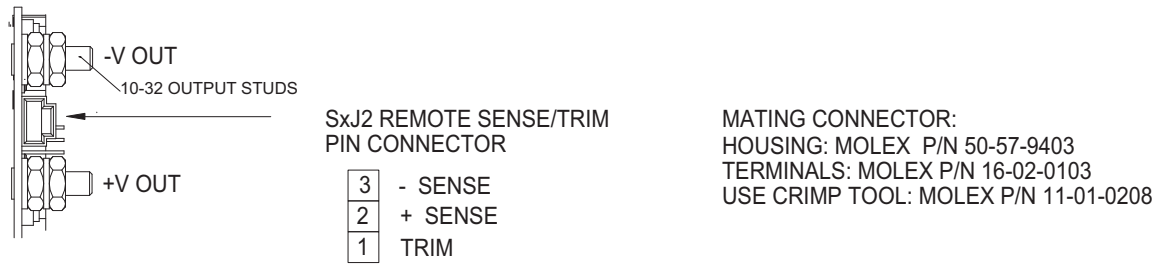 -V OUT
10-32 OUTPUT STUDS
+V OUT
SxJ2 REMOTE SENSE/TRIM
PIN CONNECTOR
3 - SENSE
2 + SENSE
1 TRIM
MATING CONNECTOR:
HOUSING: MOLEX P/N 50-57-9403
TERMINALS: MOLEX P/N 16-02-0103
USE CRIMP TOOL: MOLEX P/N 11-01-0208